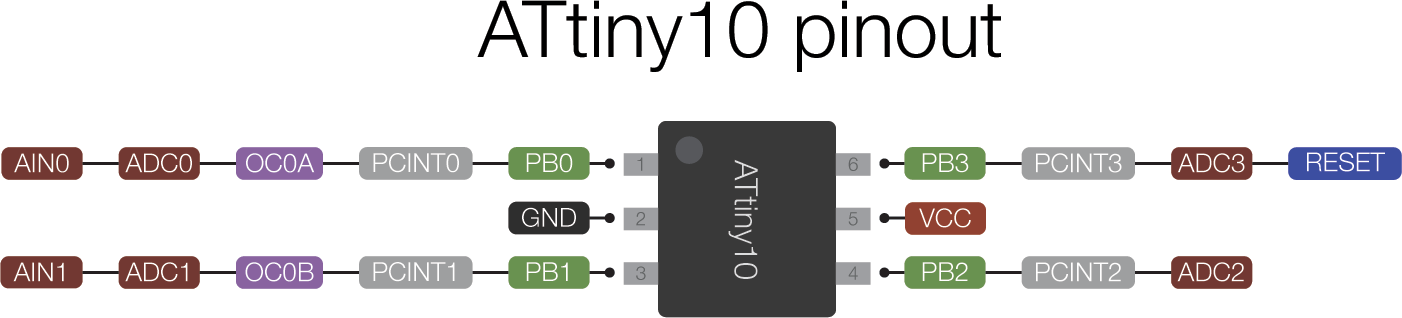 ATtiny10 pinout
AIN0 ADC0 OC0A PCINT0 PB0 1 6 PB3 PCINT3 ADC3 RESET
GND 2 5 VCC
AIN1 ADC1 OC0B PCINT1 PB1 3 4 PB2 PCINT2 ADC2
ATtiny10